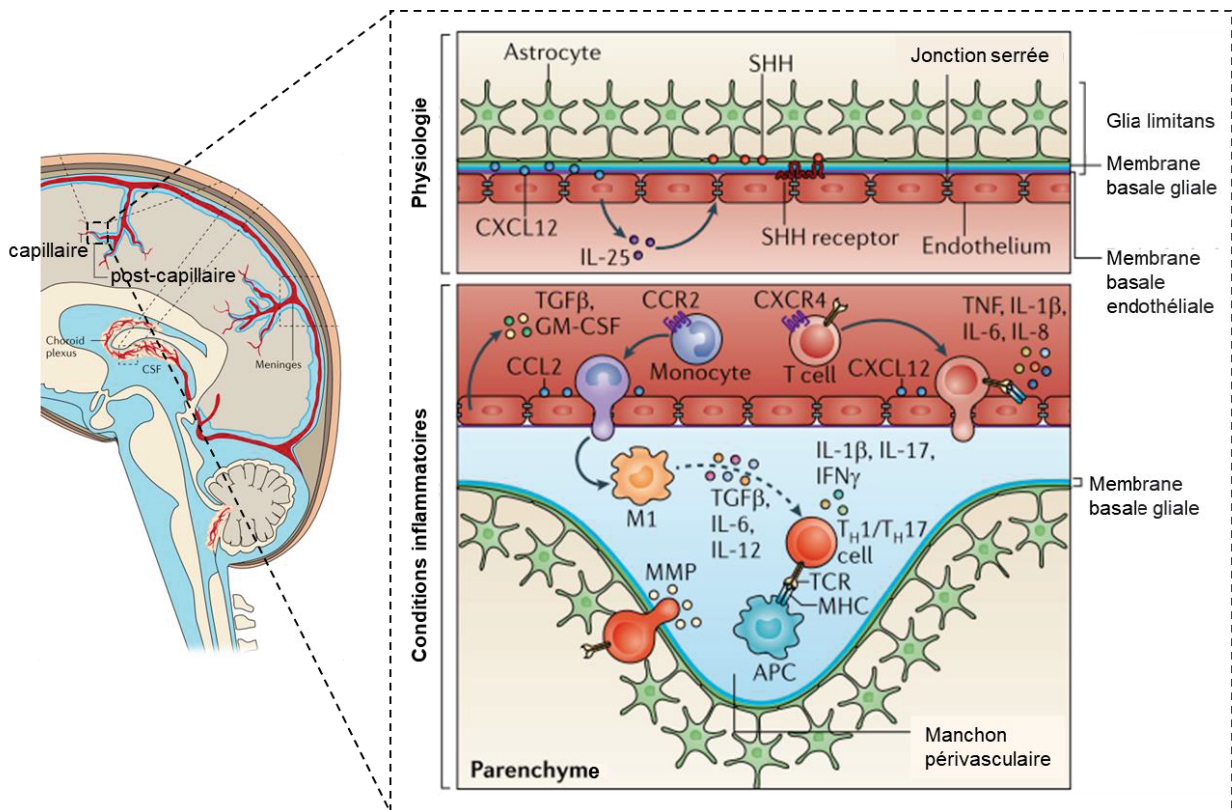 capillaire
post-capillaire
Choroid
plexus
CSF
Meninges
Physiologie
Astrocyte
SHH
Jonction serrée
CXCL12
IL-25
SHH receptor
Endothelium
Glia limitans
Membrane
basale gliale
Membrane
basale
endothéliale
Conditions inflammatoires
TGFβ,
GM-CSF
CCR2
CXCR4
TNF, IL-1β,
IL-6, IL-8
CCL2
Monocyte
T cell
CXCL12
M1
TGFβ,
IL-6,
IL-12
IL-1β, IL-17,
IFNγ
TH1/TH17
cell
TCR
MHC
MMP
APC
Membrane
basale gliale
Manchon
périvasculaire
Parenchyme